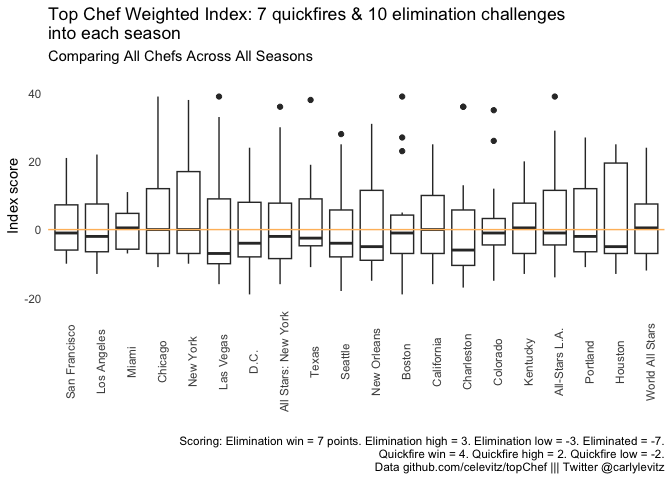 Top Chef Weighted Index: 7 quickfires & 10 elimination challenges
into each season
Comparing All Chefs Across All Seasons
Index score
40
20
0
-20
San Francisco
Los Angeles
Miami
Chicago
New York
Las Vegas
D.C.
All Stars: New York
Texas
Seattle
New Orleans
Boston
California
Charleston
Colorado
Kentucky
All-Stars L.A.
Portland
Houston
World All Stars
Scoring: Elimination win = 7 points. Elimination high = 3. Elimination low = -3. Eliminated = -7.
Quickfire win = 4. Quickfire high = 2. Quickfire low = -2.
Data github.com/celevitz/topChef ||| Twitter @carlylevitz